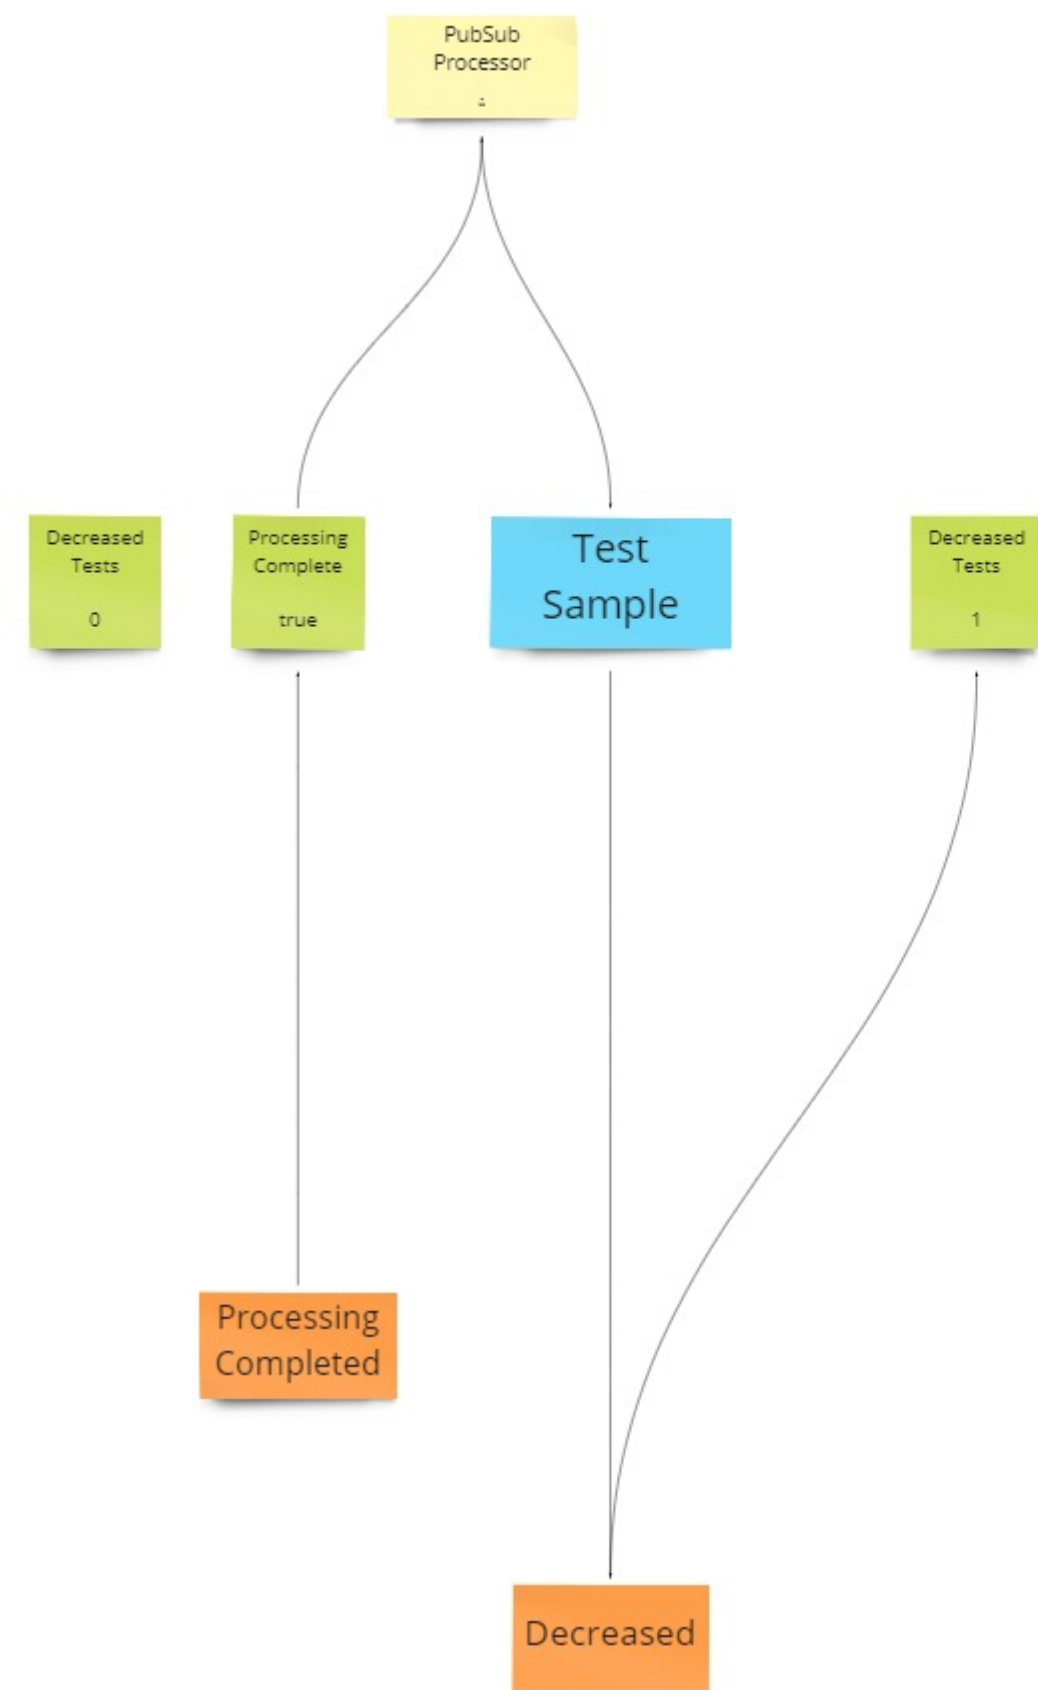 PubSub
Processor
-
Decreased
Tests
0
Processing
Complete
true
Test
Sample
Decreased
Tests
1
Processing
Completed
Decreased